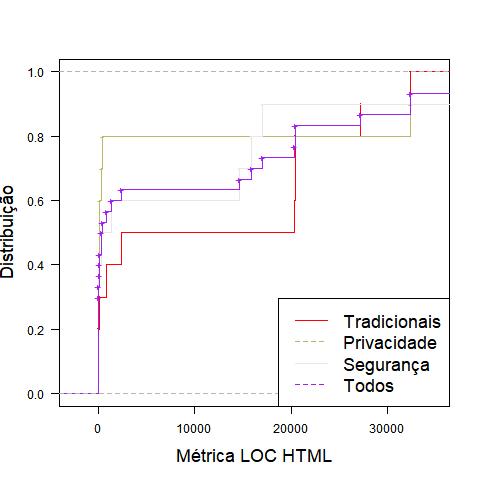 1.0
0.8
0.6
0.4
0.2
0.0
Distribuição
Tradicionais
Privacidade
Segurança
Todos
0 10000 20000 30000
Métrica LOC HTML